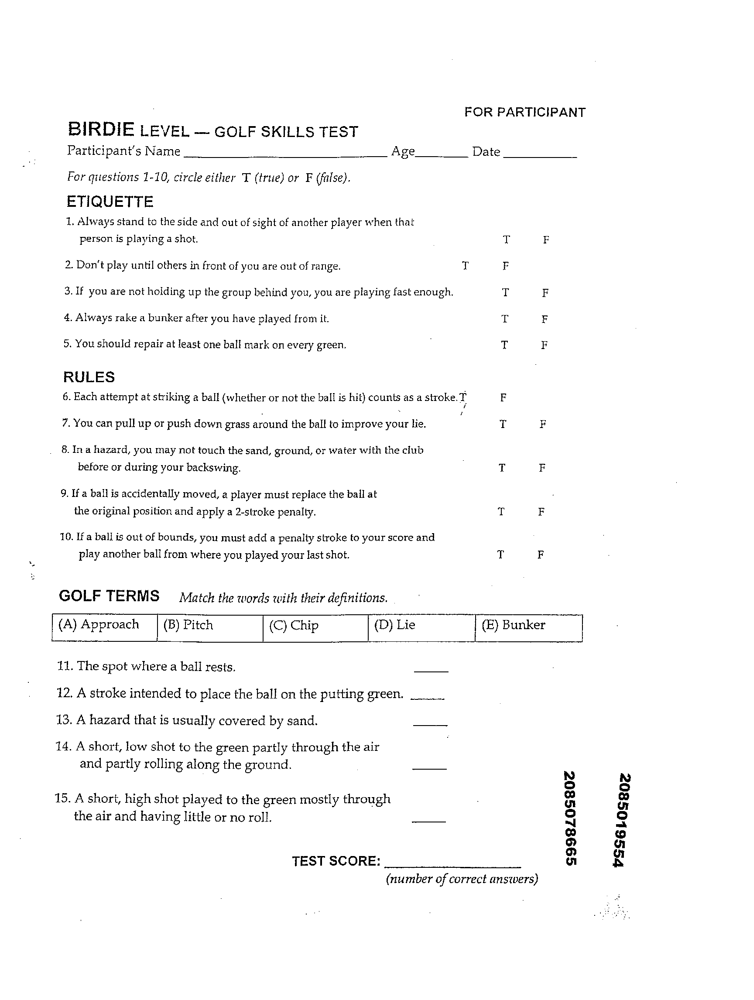 FOR PARTICIPANT
BIRDIE LEVEL — GOLF SKILLS TEST
Participant's Name ____________ Age______ Date ________
For questions 1-10, circle either T (true) or F (false).
ETIQUETTE
1. Always stand to the side and out of sight of another player when that
person is playing a shot. T F
2. Don't play until others in front of you are out of range. T F
3. If you are not holding up the group behind you, you are playing fast enough. T F
4. Always rake a bunker after you have played from it. T F
5. You should repair at least one ball mark on every green. T F
RULES
6. Each attempt at striking a ball (whether or not the ball is hit) counts as a stroke. T F
7. You can pull up or push down grass around the ball to improve your lie. T F
8. In a hazard, you may not touch the sand, ground, or water with the club
before or during your backswing. T F
9. If a ball is accidentally moved, a player must replace the ball at
the original position and apply a 2-stroke penalty. T F
10. If a ball is out of bounds, you must add a penalty stroke to your score and
play another ball from where you played your last shot. T F
GOLF TERMS Match the words with their definitions.
(A) Approach (B) Pitch (C) Chip (D) Lie (E) Bunker
11. The spot where a ball rests. ____
12. A stroke intended to place the ball on the putting green. ____
13. A hazard that is usually covered by sand. ____
14. A short, low shot to the green partly through the air
and partly rolling along the ground. ____
15. A short, high shot played to the green mostly through
the air and having little or no roll. ____
TEST SCORE: ____________
(number of correct answers)
2085078665
2085019554